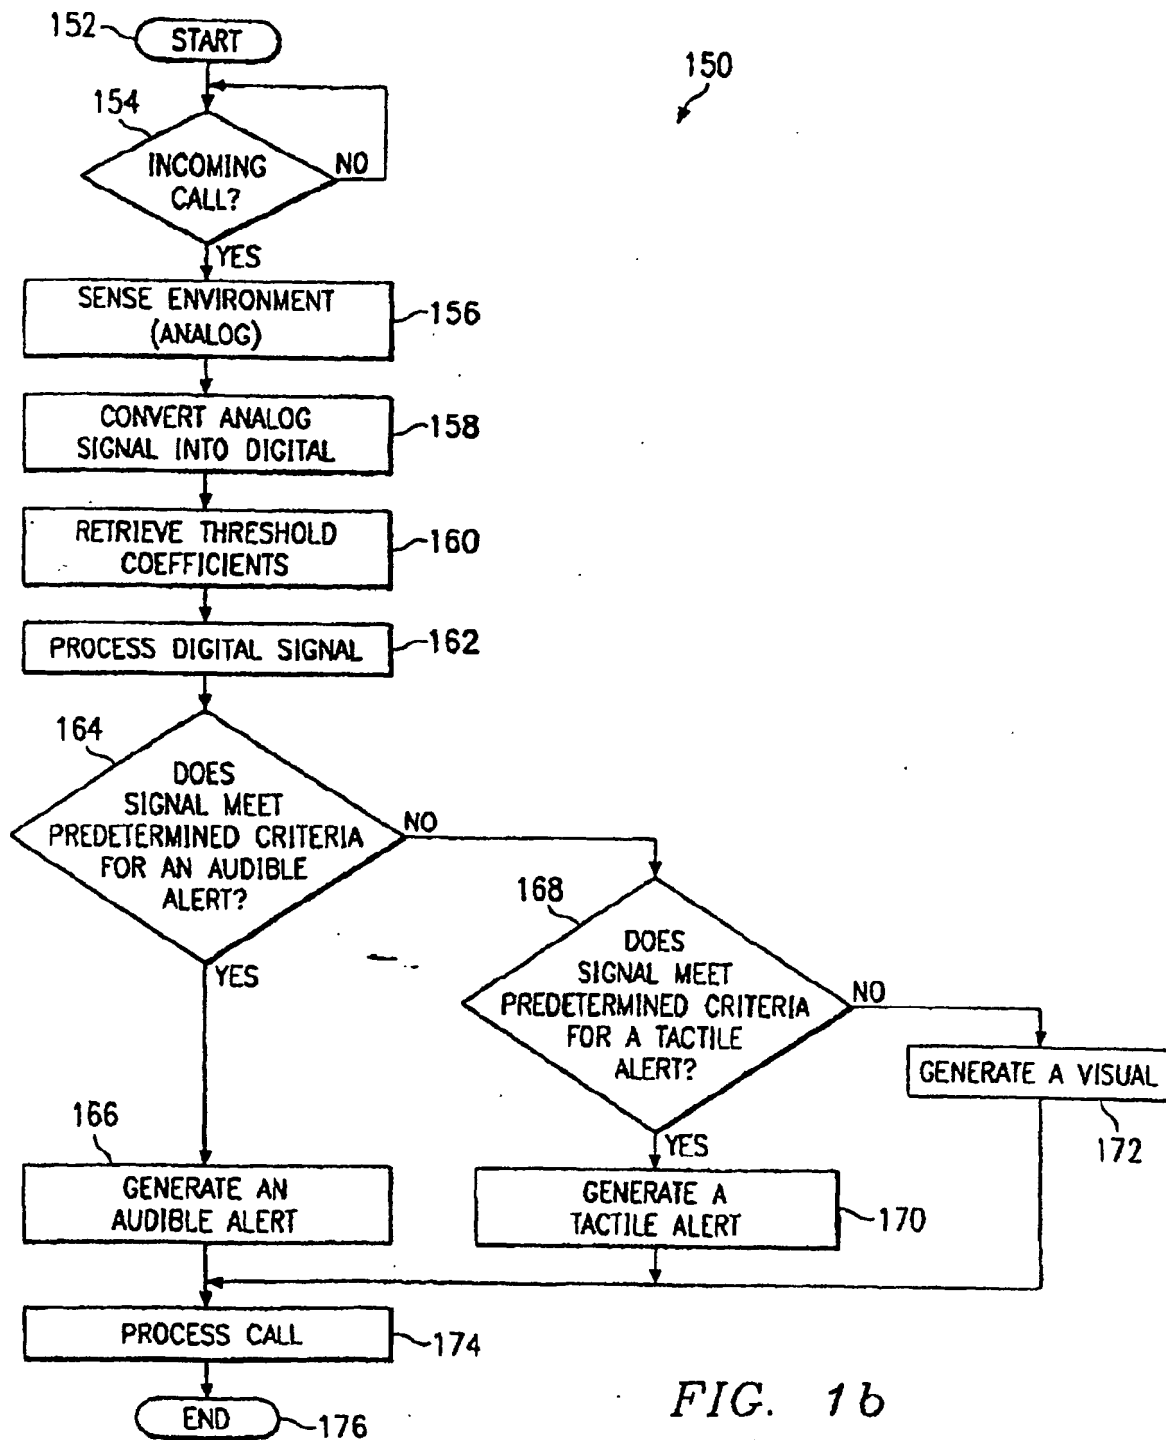 152
START
150
154
INCOMING
CALL?
NO
YES
SENSE ENVIRONMENT
(ANALOG)
156
CONVERT ANALOG
SIGNAL INTO DIGITAL
158
RETRIEVE THRESHOLD
COEFFICIENTS
160
PROCESS DIGITAL SIGNAL
162
164
DOES
SIGNAL MEET
PREDETERMINED CRITERIA
FOR AN AUDIBLE
ALERT?
NO
YES
168
DOES
SIGNAL MEET
PREDETERMINED CRITERIA
FOR A TACTILE
ALERT?
NO
YES
GENERATE A VISUAL
172
166
GENERATE AN
AUDIBLE ALERT
GENERATE A
TACTILE ALERT
170
PROCESS CALL
174
END
176
FIG. 1b